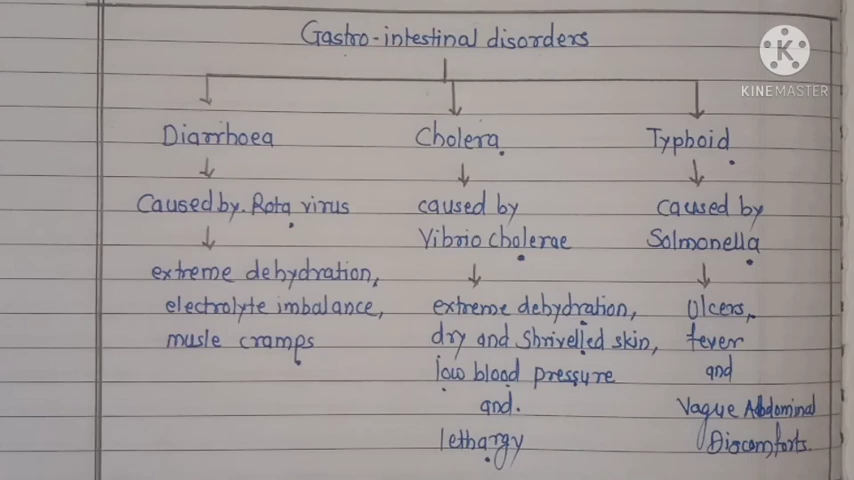 Gastro-intestinal disorders
K
KINEMASTER
Diarrhoea
Caused by. Rota virus
extreme dehydration,
electrolyte imbalance,
musle cramps
Cholera
caused by
Vibrio cholerae
extreme dehydration,
dry and shrivelled skin,
low blood pressure
and.
lethargy
Typhoid
caused by
Solmonella
Ulcers,
fever
and
Vague Abdominal
Discomforts.